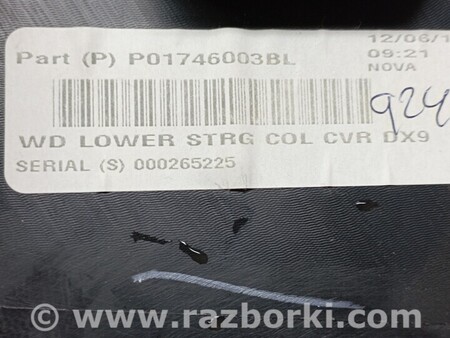 Part (P) P01746003BL
12/06/1
09:21
NOVA
924
WD LOWER STRG COL CVR DX9
SERIAL (S) 000265225
www.razborki.com